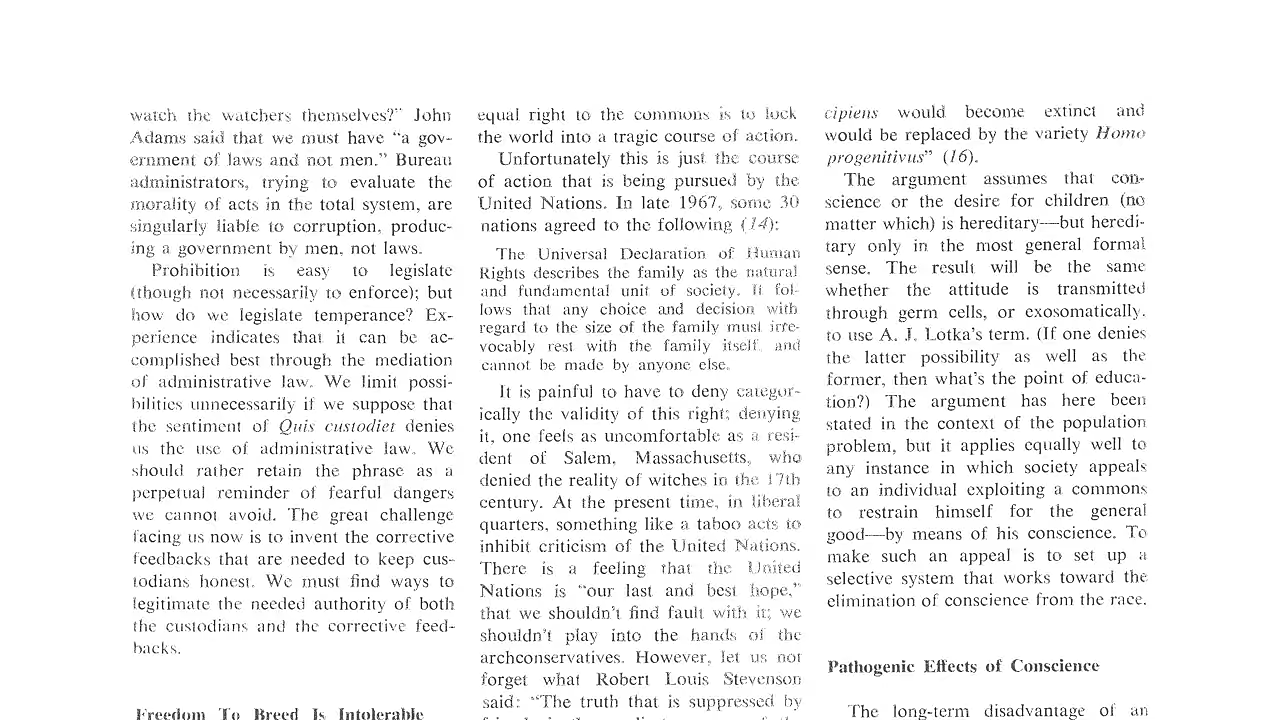 watch the watchers themselves?" John
Adams said that we must have "a gov-
ernment of laws and not men." Bureau
administrators, trying to evaluate the
morality of acts in the total system, are
singularly liable to corruption, produc-
ing a government by men, not laws.
Prohibition is easy to legislate
(though not necessarily to enforce); but
how do we legislate temperance? Ex-
perience indicates that it can be ac-
complished best through the mediation
of administrative law. We limit possi-
bilities unnecessarily if we suppose that
the sentiment of Quis custodiet denies
us the use of administrative law. We
should rather retain the phrase as a
perpetual reminder of fearful dangers
we cannot avoid. The great challenge
facing us now is to invent the corrective
feedbacks that are needed to keep cus-
todians honest. We must find ways to
legitimate the needed authority of both
the custodians and the corrective feed-
backs.
Freedom To Breed Is Intolerable
equal right to the commons is to lock
the world into a tragic course of action.
Unfortunately this is just the course
of action that is being pursued by the
United Nations. In late 1967, some 30
nations agreed to the following (14):
The Universal Declaration of Human
Rights describes the family as the natural
and fundamental unit of society. It fol-
lows that any choice and decision with
regard to the size of the family must irre-
vocably rest with the family itself, and
cannot be made by anyone else.
It is painful to have to deny categor-
ically the validity of this right; denying
it, one feels as uncomfortable as a resi-
dent of Salem, Massachusetts, who
denied the reality of witches in the 17th
century. At the present time, in liberal
quarters, something like a taboo acts to
inhibit criticism of the United Nations.
There is a feeling that the United
Nations is "our last and best hope,"
that we shouldn't find fault with it; we
shouldn't play into the hands of the
archconservatives. However, let us not
forget what Robert Louis Stevenson
said: "The truth that is suppressed by
cipiens would become extinct and
would be replaced by the variety Homo
progenitivus" (16).
The argument assumes that con-
science or the desire for children (no
matter which) is hereditary—but heredi-
tary only in the most general formal
sense. The result will be the same
whether the attitude is transmitted
through germ cells, or exosomatically,
to use A. J. Lotka's term. (If one denies
the latter possibility as well as the
former, then what's the point of educa-
tion?) The argument has here been
stated in the context of the population
problem, but it applies equally well to
any instance in which society appeals
to an individual exploiting a commons
to restrain himself for the general
good—by means of his conscience. To
make such an appeal is to set up a
selective system that works toward the
elimination of conscience from the race.
Pathogenic Effects of Conscience
The long-term disadvantage of an